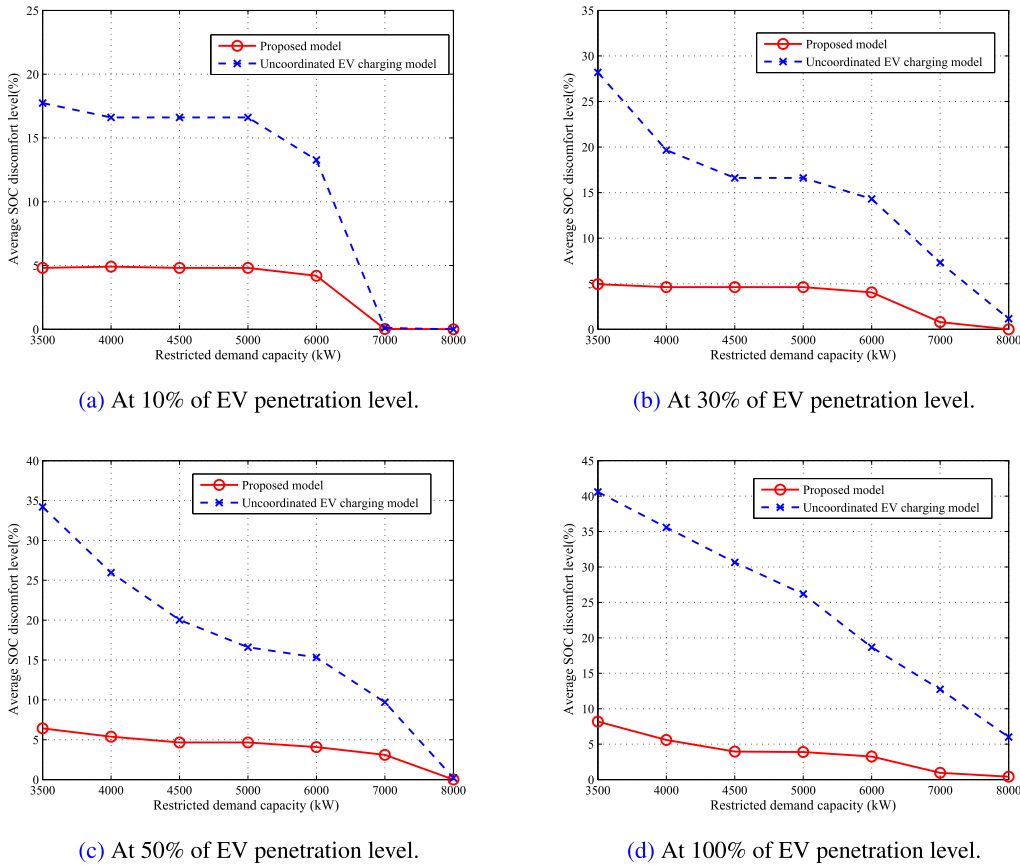 25
20
15
10
5
0
3500 4000 4500 5000 6000 7000 8000
Average SOC discomfort level(%)
Restricted demand capacity (kW)
Proposed model
Uncoordinated EV charging model
(a) At 10% of EV penetration level.
35
30
25
20
15
10
5
0
3500 4000 4500 5000 6000 7000 8000
Average SOC discomfort level(%)
Restricted demand capacity (kW)
Proposed model
Uncoordinated EV charging model
(b) At 30% of EV penetration level.
40
35
30
25
20
15
10
5
0
3500 4000 4500 5000 6000 7000 8000
Average SOC discomfort level(%)
Restricted demand capacity (kW)
Proposed model
Uncoordinated EV charging model
(c) At 50% of EV penetration level.
45
40
35
30
25
20
15
10
5
0
3500 4000 4500 5000 6000 7000 8000
Average SOC discomfort level(%)
Restricted demand capacity (kW)
Proposed model
Uncoordinated EV charging model
(d) At 100% of EV penetration level.